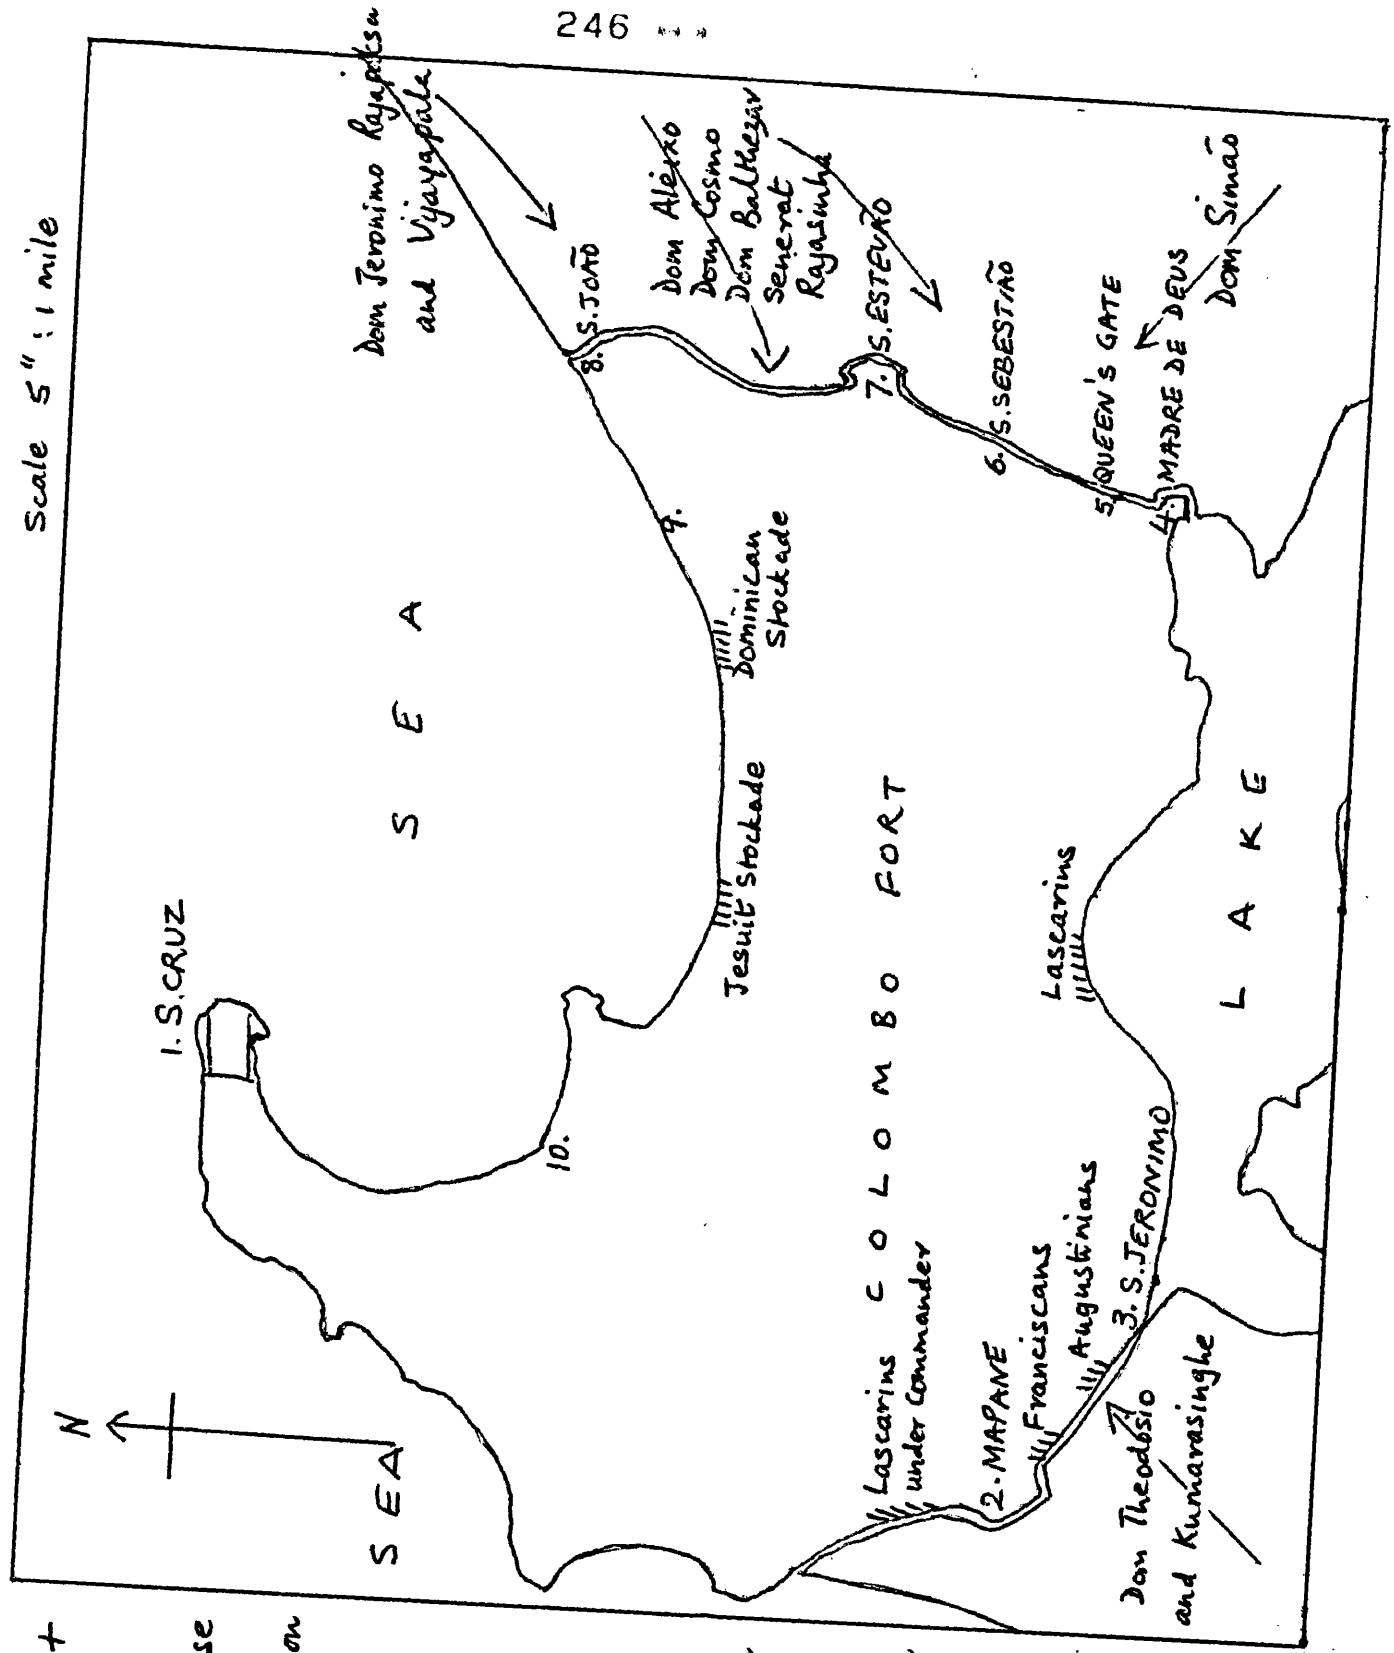 246
Scale 5" : 1 mile
N
SEA
SEA
1. S.CRUZ
Dom Jeronimo Rajapaksa
and Vijayapala
8. S.JOÃO
Dom Aleixo
Dom Cosmo
Dom Balthezar
Senerat
Rajasinha
7. S.ESTEVÃO
6. S.SEBESTIÃO
5. QUEEN'S GATE
4. MADRE DE DEUS
Dom Simão
9.
Dominican
Stockade
Jesuit Stockade
10.
COLOMBO FORT
Lascarins
under Commander
2. MAPANE
Franciscans
Augustinians
3. S.JERONIMO
Lascarins
LAKE
Dom Theodosio
and Kumarasinghe
se
on